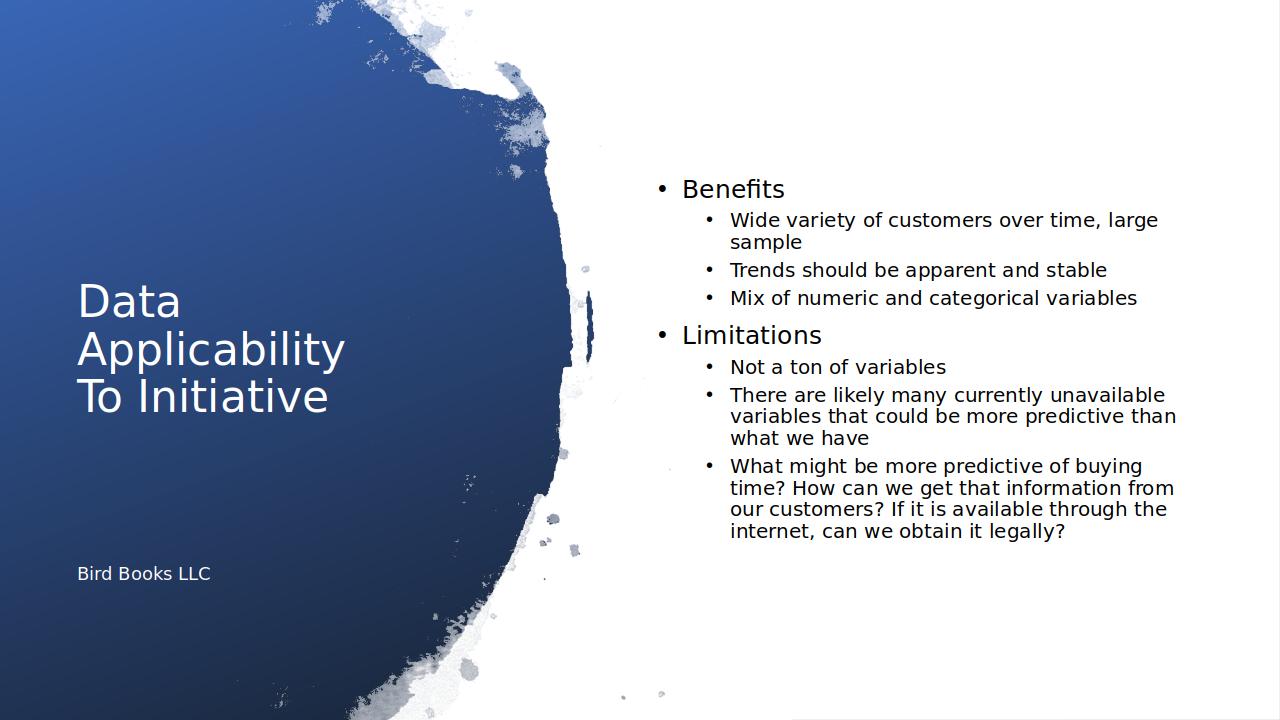 Data
Applicability
To Initiative
Bird Books LLC
• Benefits
• Wide variety of customers over time, large
sample
• Trends should be apparent and stable
• Mix of numeric and categorical variables
• Limitations
• Not a ton of variables
• There are likely many currently unavailable
variables that could be more predictive than
what we have
• What might be more predictive of buying
time? How can we get that information from
our customers? If it is available through the
internet, can we obtain it legally?